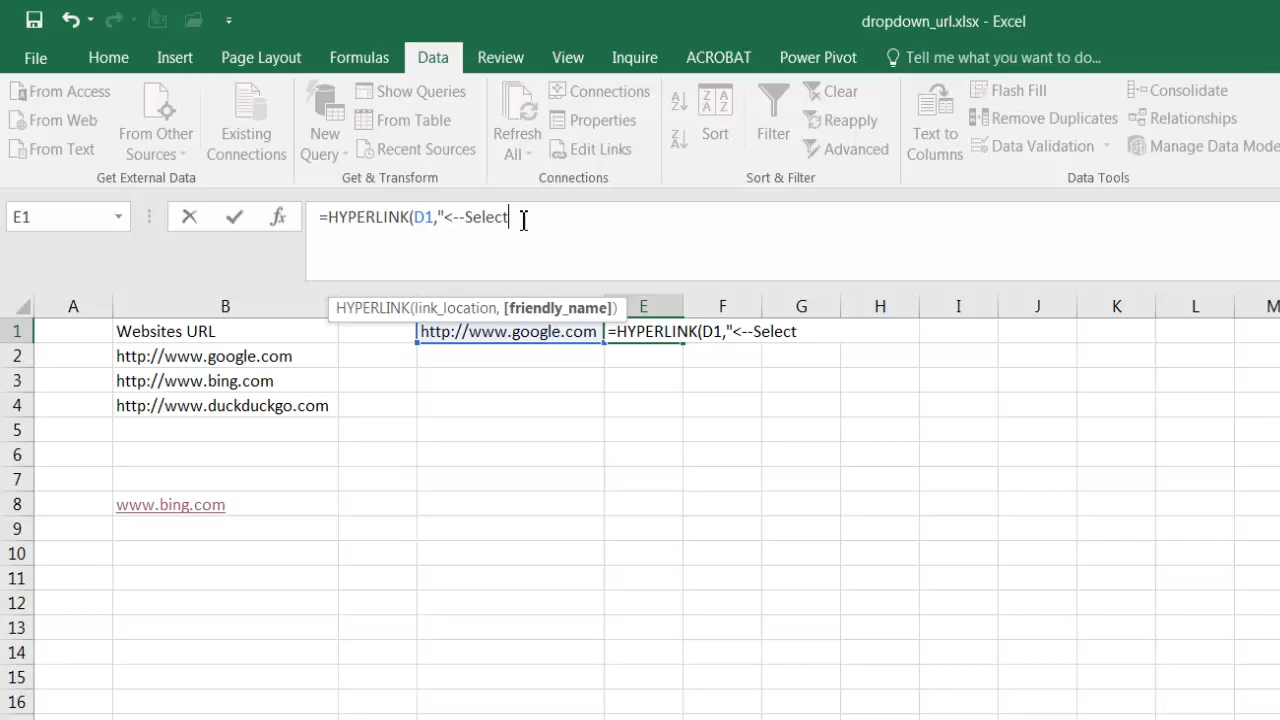 dropdown_url.xlsx - Excel
File Home Insert Page Layout Formulas Data Review View Inquire ACROBAT Power Pivot Tell me what you want to do...
From Access
From Web
From Text
From Other Sources
Existing Connections
Get External Data
New Query
Show Queries
From Table
Recent Sources
Get & Transform
Refresh All
Connections
Properties
Edit Links
Connections
Sort
Filter
Clear
Reapply
Advanced
Sort & Filter
Text to Columns
Flash Fill
Remove Duplicates
Data Validation
Consolidate
Relationships
Manage Data Mode
Data Tools
E1 fx =HYPERLINK(D1,"<--Select
HYPERLINK(link_location, [friendly_name])
A B E F G H I J K L M
1 Websites URL http://www.google.com =HYPERLINK(D1,"<--Select
2 http://www.google.com
3 http://www.bing.com
4 http://www.duckduckgo.com
5
6
7
8 www.bing.com
9
10
11
12
13
14
15
16